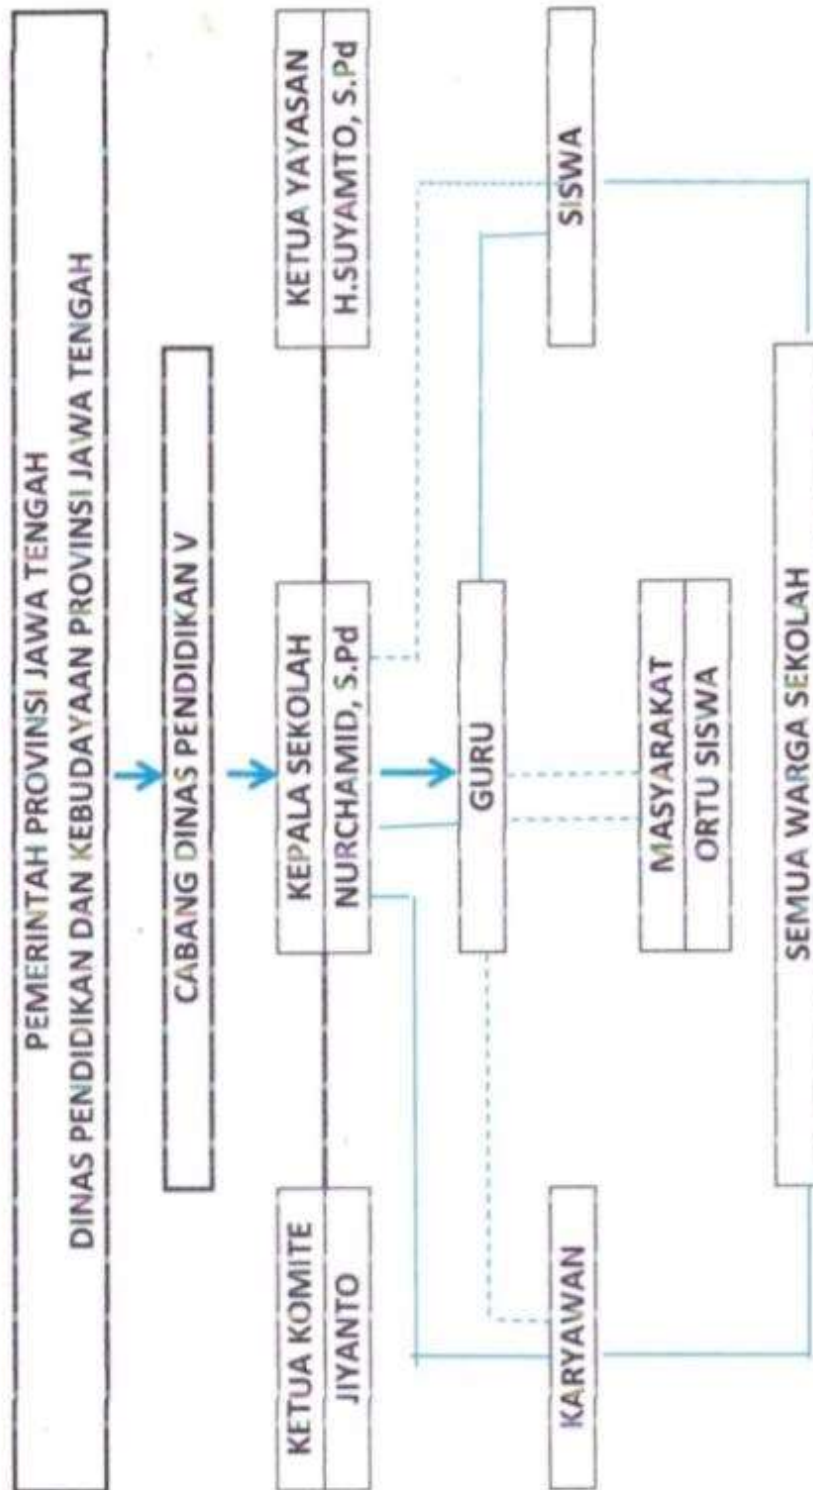 PEMERINTAH PROVINSI JAWA TENGAH
DINAS PENDIDIKAN DAN KEBUDAYAAN PROVINSI JAWA TENGAH
CABANG DINAS PENDIDIKAN V
KETUA KOMITE
JIYANTO
KEPALA SEKOLAH
NURCHAMID, S.Pd
KETUA YAYASAN
H.SUYAMTO, S.Pd
GURU
KARYAWAN
SISWA
MASYARAKAT
ORTU SISWA
SEMUA WARGA SEKOLAH